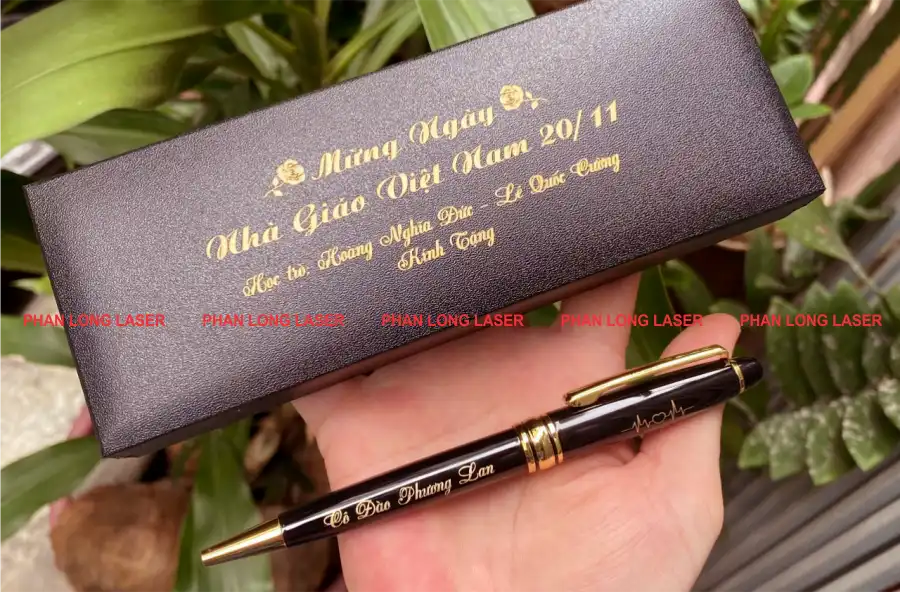 Mừng Ngày
Nhà Giáo Việt Nam 20/11
Học trò: Hoàng Nghĩa Đức - Lê Quốc Cường
Kính Tặng
PHAN LONG LASER PHAN LONG LASER PHAN LONG LASER PHAN LONG LASER PHAN LONG LASER
Cô Đào Phương Lan